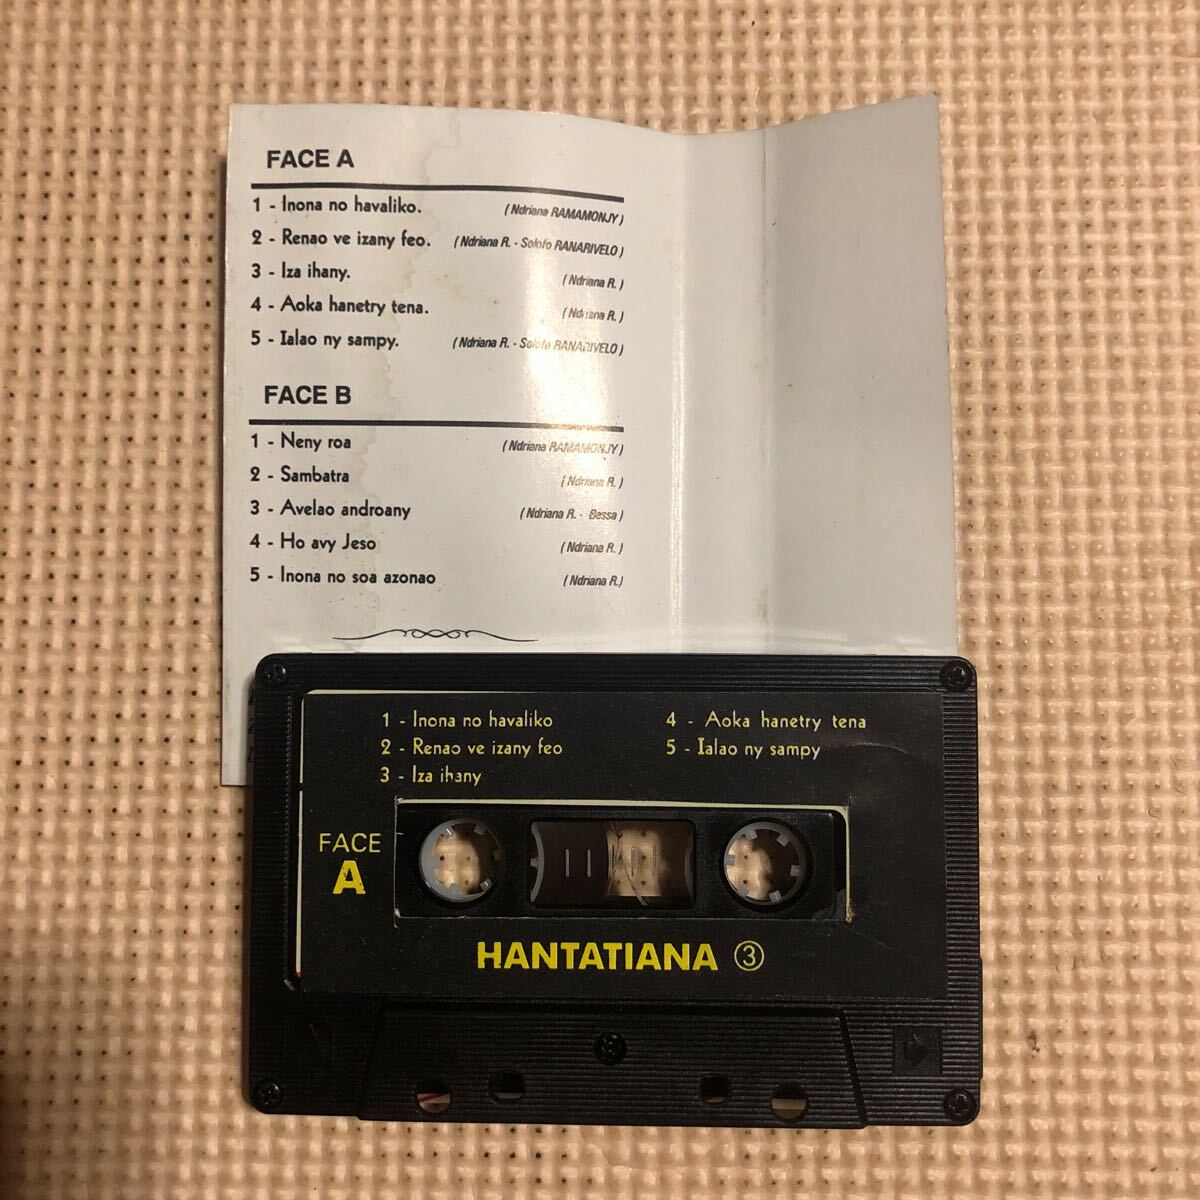 FACE A
1 - Inona no havaliko. (Ndriana RAMAMONJY)
2 - Renao ve izany feo. (Ndriana R. - Solofo RANARIVELO)
3 - Iza ihany. (Ndriana R.)
4 - Aoka hanetry tena. (Ndriana R.)
5 - Ialao ny sampy. (Ndriana R. - Solofo RANARIVELO)
FACE B
1 - Neny roa (Ndriana RAMAMONJY)
2 - Sambatra (Ndriana R.)
3 - Avelao androany (Ndriana R. - Bessa)
4 - Ho avy Jeso (Ndriana R.)
5 - Inona no soa azonao (Ndriana R.)
1 - Inona no havaliko
2 - Renao ve izany feo
3 - Iza ihany
4 - Aoka hanetry tena
5 - Ialao ny sampy
FACE
A
HANTATIANA ③
A